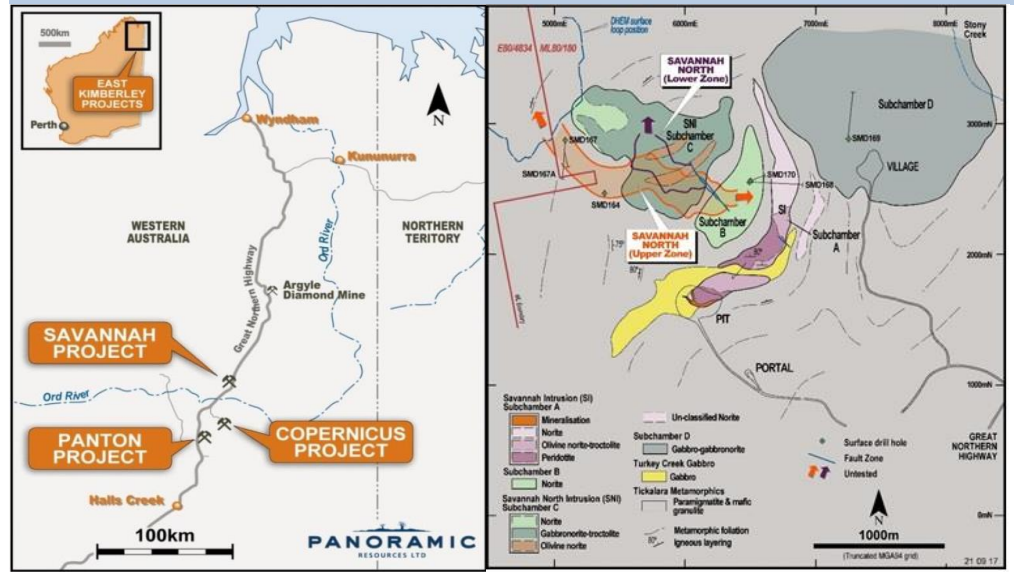 500km
EAST
KIMBERLEY
PROJECTS
Perth
Wyndham
Kununurra
N
WESTERN
AUSTRALIA
NORTHERN
TERITORY
Ord River
Great Northern Highway
Argyle
Diamond Mine
SAVANNAH
PROJECT
Ord River
PANTON
PROJECT
COPERNICUS
PROJECT
Halls Creek
100km
PANORAMIC
RESOURCES LTD
5000mE
6000mE
7000mE
8000mE
Stony
Creek
DHEM surface
loop position
E80/4834
ML80/180
SAVANNAH
NORTH
(Lower Zone)
SNI
Subchamber
C
Subchamber D
3000mN
SMD167
SMD169
VILLAGE
SMD167A
SMD170
SMD168
SMD164
SI
Subchamber
B
Subchamber
A
SAVANNAH
NORTH
(Upper Zone)
75°
80°
2000mN
PIT
PORTAL
1000mN
GREAT
NORTHERN
HIGHWAY
Savannah Intrusion (SI)
Subchamber A
Mineralisation
Norite
Olivine norite-troctolite
Peridotite
Subchamber B
Norite
Savannah North Intrusion (SNI)
Subchamber C
Norite
Gabbronorite-troctolite
Olivine norite
Un-classified Norite
Subchamber D
Gabbro-gabbronorite
Turkey Creek Gabbro
Gabbro
Tickalara Metamorphics
Paramigmatite & mafic
granulite
Metamorphic foliation
80°
Igneous layering
Surface drill hole
Fault Zone
Untested
N
0mN
1000m
(Truncated MGA94 grid)
21 09 17